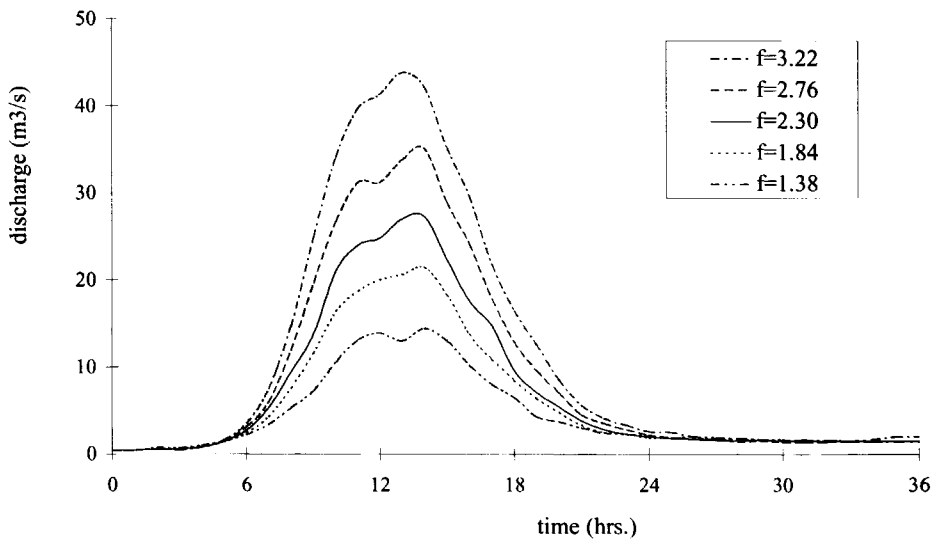 50
40
30
20
10
0
discharge (m3/s)
f=3.22
f=2.76
f=2.30
f=1.84
f=1.38
0 6 12 18 24 30 36
time (hrs.)